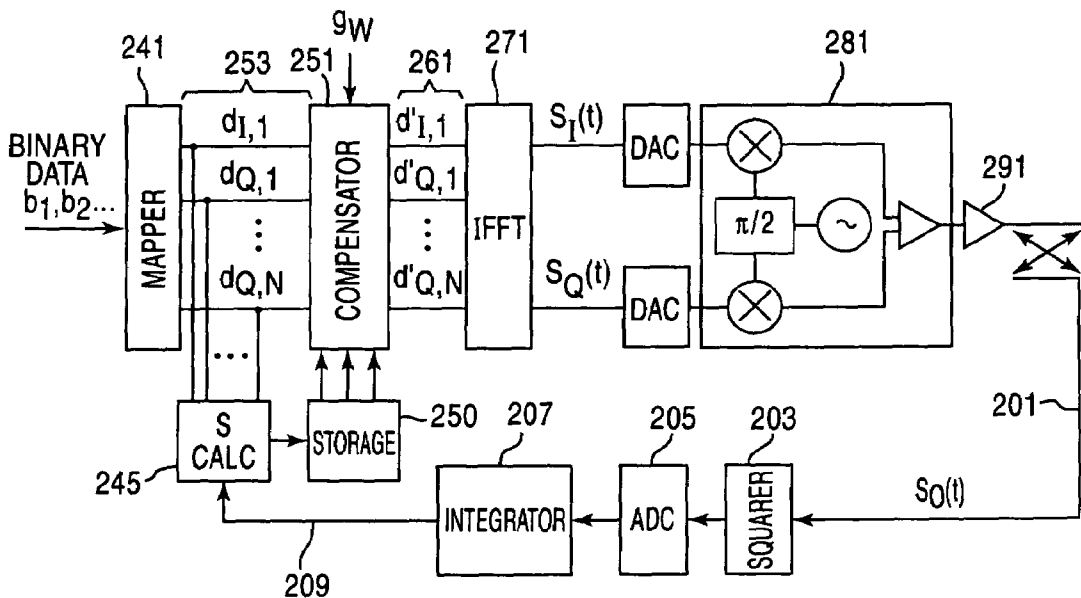 241
253
251
gW
261
271
281
BINARY
DATA
b1, b2...
MAPPER
dI,1
dQ,1
dQ,N
...
COMPENSATOR
d'I,1
d'Q,1
d'Q,N
IFFT
SI(t)
SQ(t)
DAC
DAC
π/2
291
S
CALC
245
STORAGE
250
209
207
INTEGRATOR
205
ADC
203
SQUARER
SO(t)
201